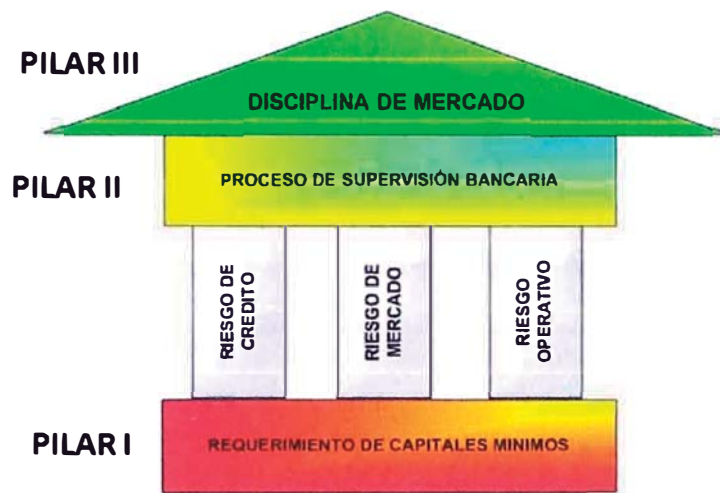 PILAR III
DISCIPLINA DE MERCADO
PILAR II
PROCESO DE SUPERVISIÓN BANCARIA
RIESGO DE
CREDITO
RIESGO DE
MERCADO
RIESGO
OPERATIVO
PILAR I
REQUERIMIENTO DE CAPITALES MINIMOS